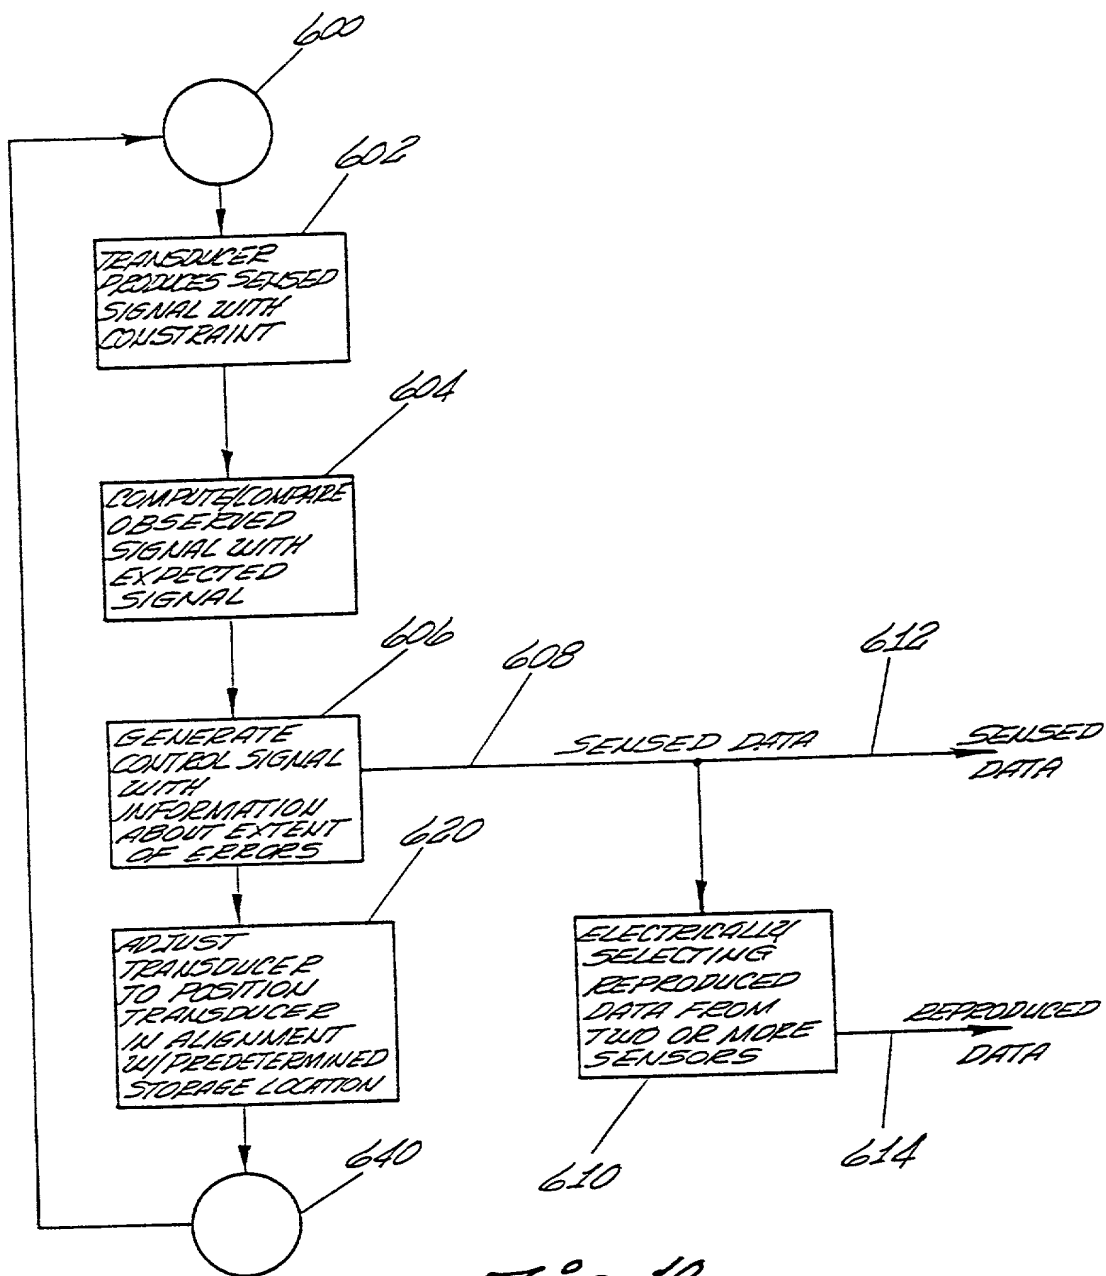 600
602
TRANSDUCER
PRODUCES SENSED
SIGNAL WITH
CONSTRAINT
604
COMPUTE/COMPARE
OBSERVED
SIGNAL WITH
EXPECTED
SIGNAL
606
608
612
GENERATE
CONTROL SIGNAL
WITH
INFORMATION
ABOUT EXTENT
OF ERRORS
SENSED DATA
SENSED
DATA
620
ADJUST
TRANSDUCER
TO POSITION
TRANSDUCER
IN ALIGNMENT
W/PREDETERMINED
STORAGE LOCATION
ELECTRICALLY
SELECTING
REPRODUCED
DATA FROM
TWO OR MORE
SENSORS
REPRODUCED
DATA
640
610
614